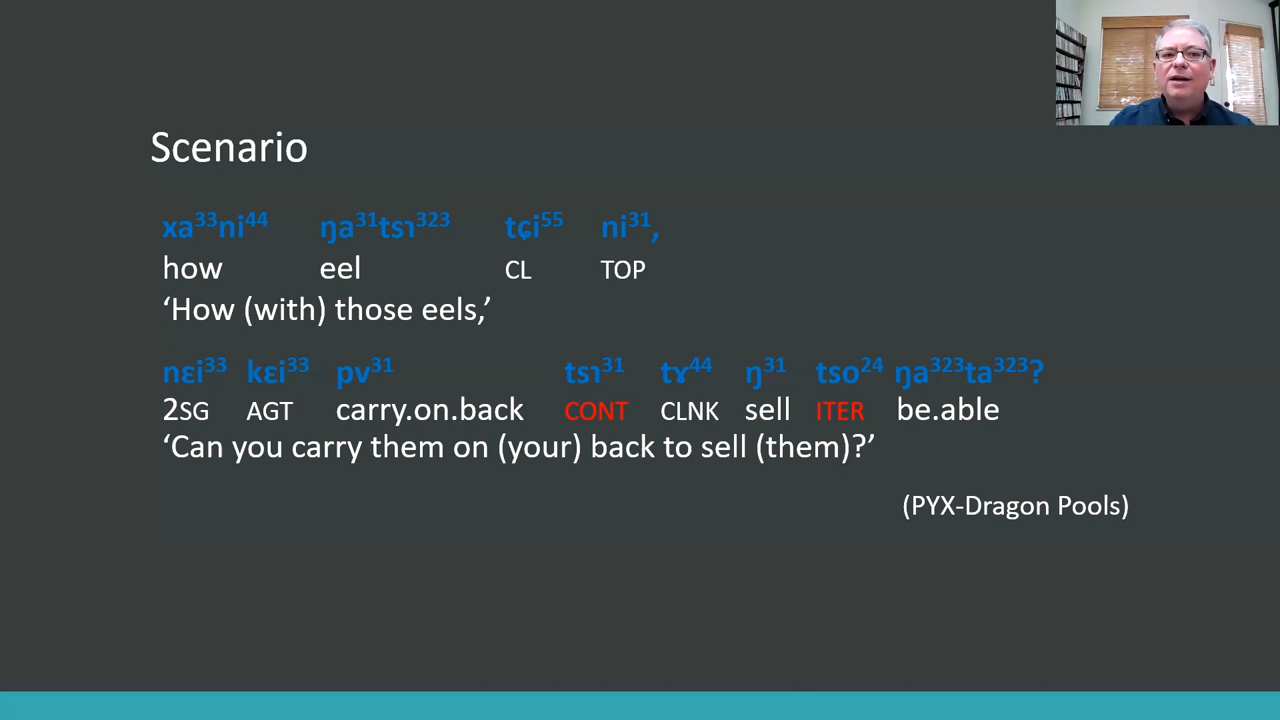 Scenario
xa³³ni⁴⁴ ŋa³¹tsɿ³²³ tɕi⁵⁵ ni³¹,
how eel CL TOP
‘How (with) those eels,’
nɛi³³ kɛi³³ pv³¹ tsɿ³¹ tɤ⁴⁴ ŋ³¹ tso²⁴ ŋa³²³ta³²³?
2SG AGT carry.on.back CONT CLNK sell ITER be.able
‘Can you carry them on (your) back to sell (them)?’
(PYX-Dragon Pools)